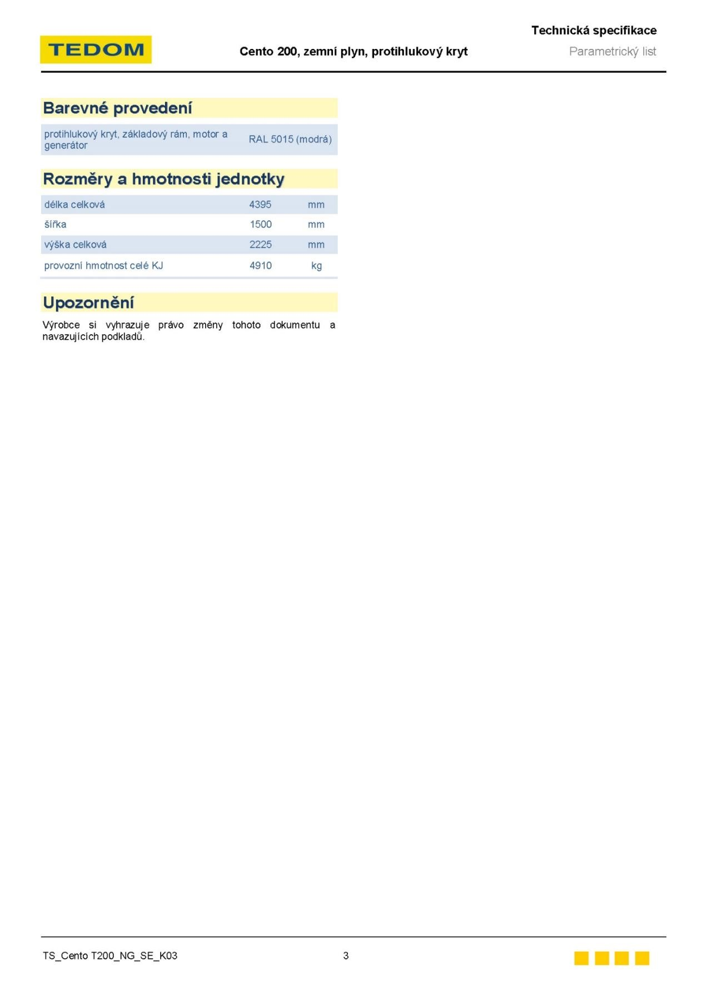 Technická specifikace
TEDOM
Cento 200, zemní plyn, protihlukový kryt
Parametrický list
Barevné provedení
protihlukový kryt, základový rám, motor a
generátor
RAL 5015 (modrá)
Rozměry a hmotnosti jednotky
délka celková 4395 mm
šířka 1500 mm
výška celková 2225 mm
provozní hmotnost celé KJ 4910 kg
Upozornění
Výrobce si vyhrazuje právo změny tohoto dokumentu a
navazujících podkladů.
TS_Cento T200_NG_SE_K03 3